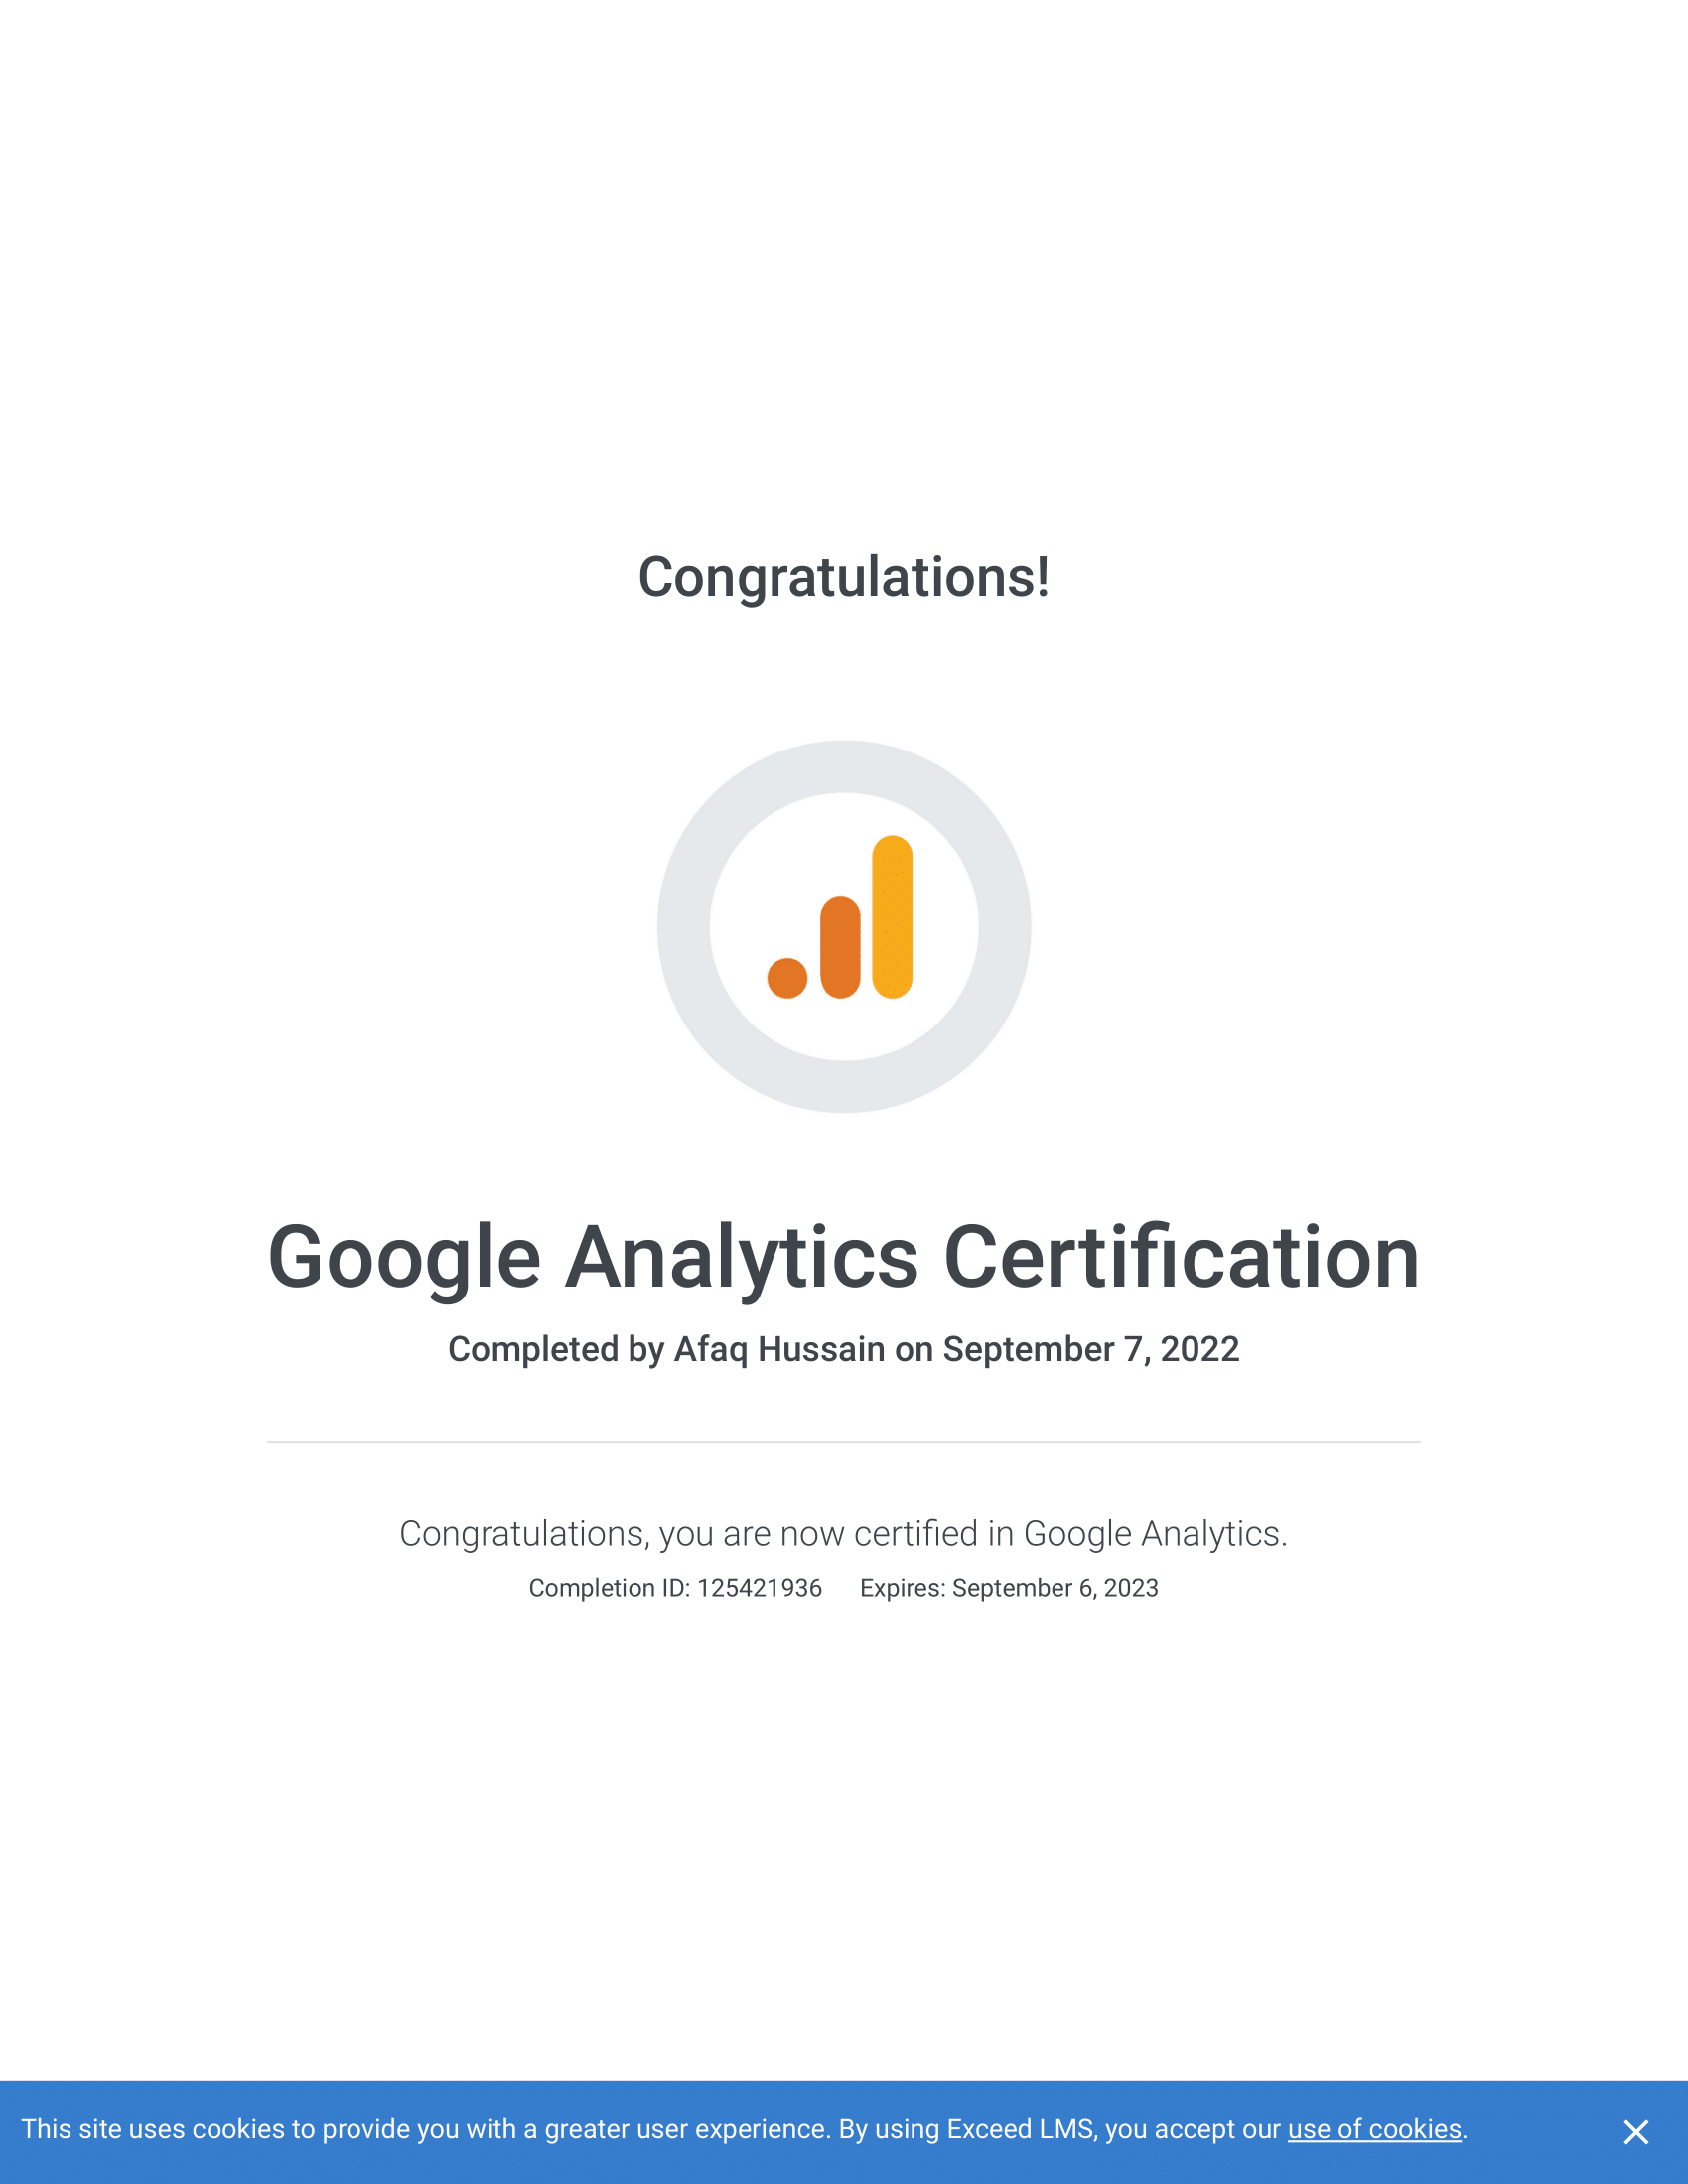 Congratulations!
Google Analytics Certification
Completed by Afaq Hussain on September 7, 2022
Congratulations, you are now certified in Google Analytics.
Completion ID: 125421936 Expires: September 6, 2023
This site uses cookies to provide you with a greater user experience. By using Exceed LMS, you accept our use of cookies.